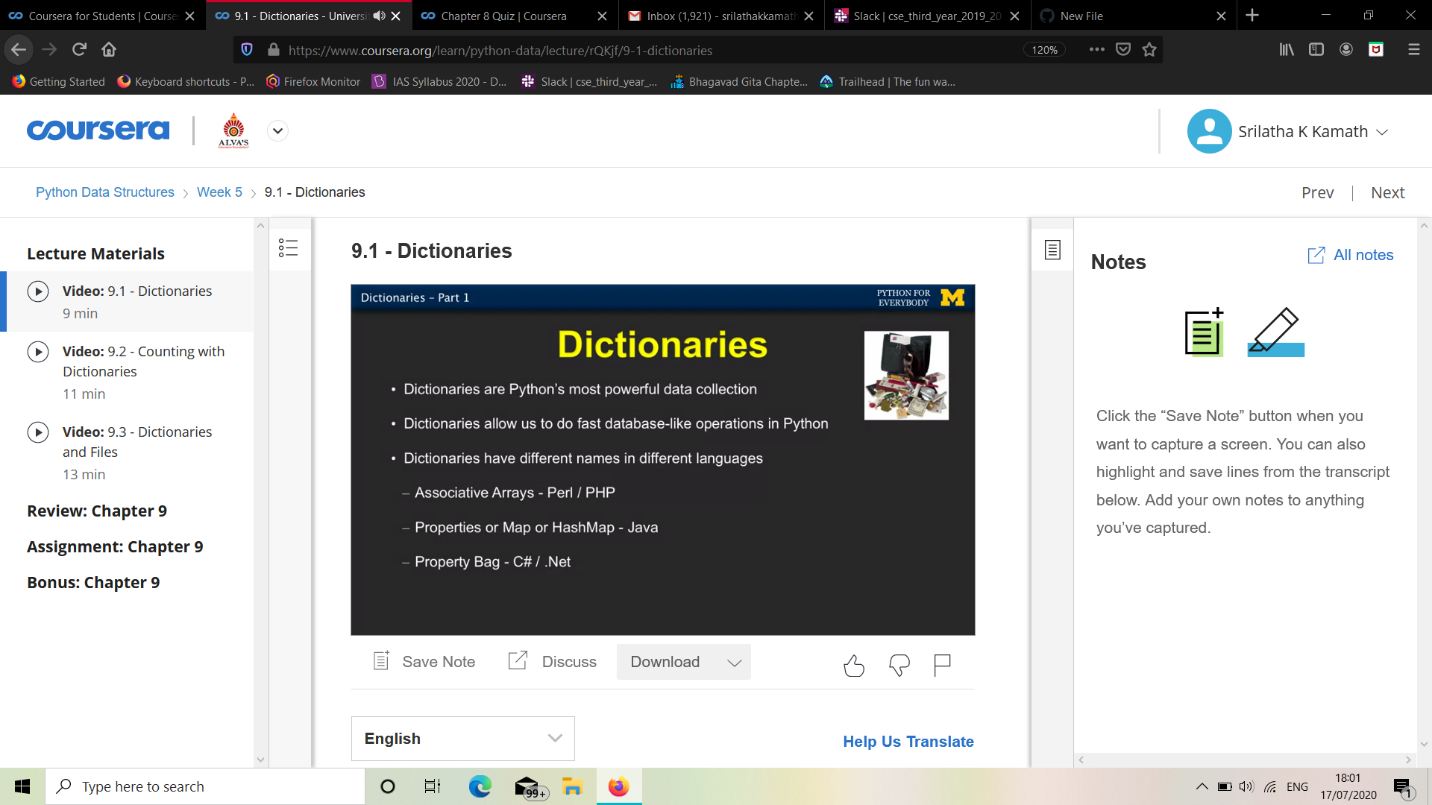 Coursera for Students | Course
9.1 - Dictionaries - Universi
Chapter 8 Quiz | Coursera
Inbox (1,921) - srilathakkamath
Slack | cse_third_year_2019_20
New File
https://www.coursera.org/learn/python-data/lecture/rQKjf/9-1-dictionaries
120%
Getting Started
Keyboard shortcuts - P...
Firefox Monitor
IAS Syllabus 2020 - D...
Slack | cse_third_year_...
Bhagavad Gita Chapte...
Trailhead | The fun wa...
coursera
ALVA'S
Srilatha K Kamath
Python Data Structures > Week 5 > 9.1 - Dictionaries
Prev | Next
Lecture Materials
Video: 9.1 - Dictionaries
9 min
Video: 9.2 - Counting with
Dictionaries
11 min
Video: 9.3 - Dictionaries
and Files
13 min
Review: Chapter 9
Assignment: Chapter 9
Bonus: Chapter 9
9.1 - Dictionaries
Dictionaries – Part 1
PYTHON FOR
EVERYBODY
M
Dictionaries
• Dictionaries are Python's most powerful data collection
• Dictionaries allow us to do fast database-like operations in Python
• Dictionaries have different names in different languages
– Associative Arrays - Perl / PHP
– Properties or Map or HashMap - Java
– Property Bag - C# / .Net
Save Note
Discuss
Download
English
Help Us Translate
Notes
All notes
Click the “Save Note” button when you
want to capture a screen. You can also
highlight and save lines from the transcript
below. Add your own notes to anything
you've captured.
Type here to search
99+
ENG
18:01
17/07/2020
1